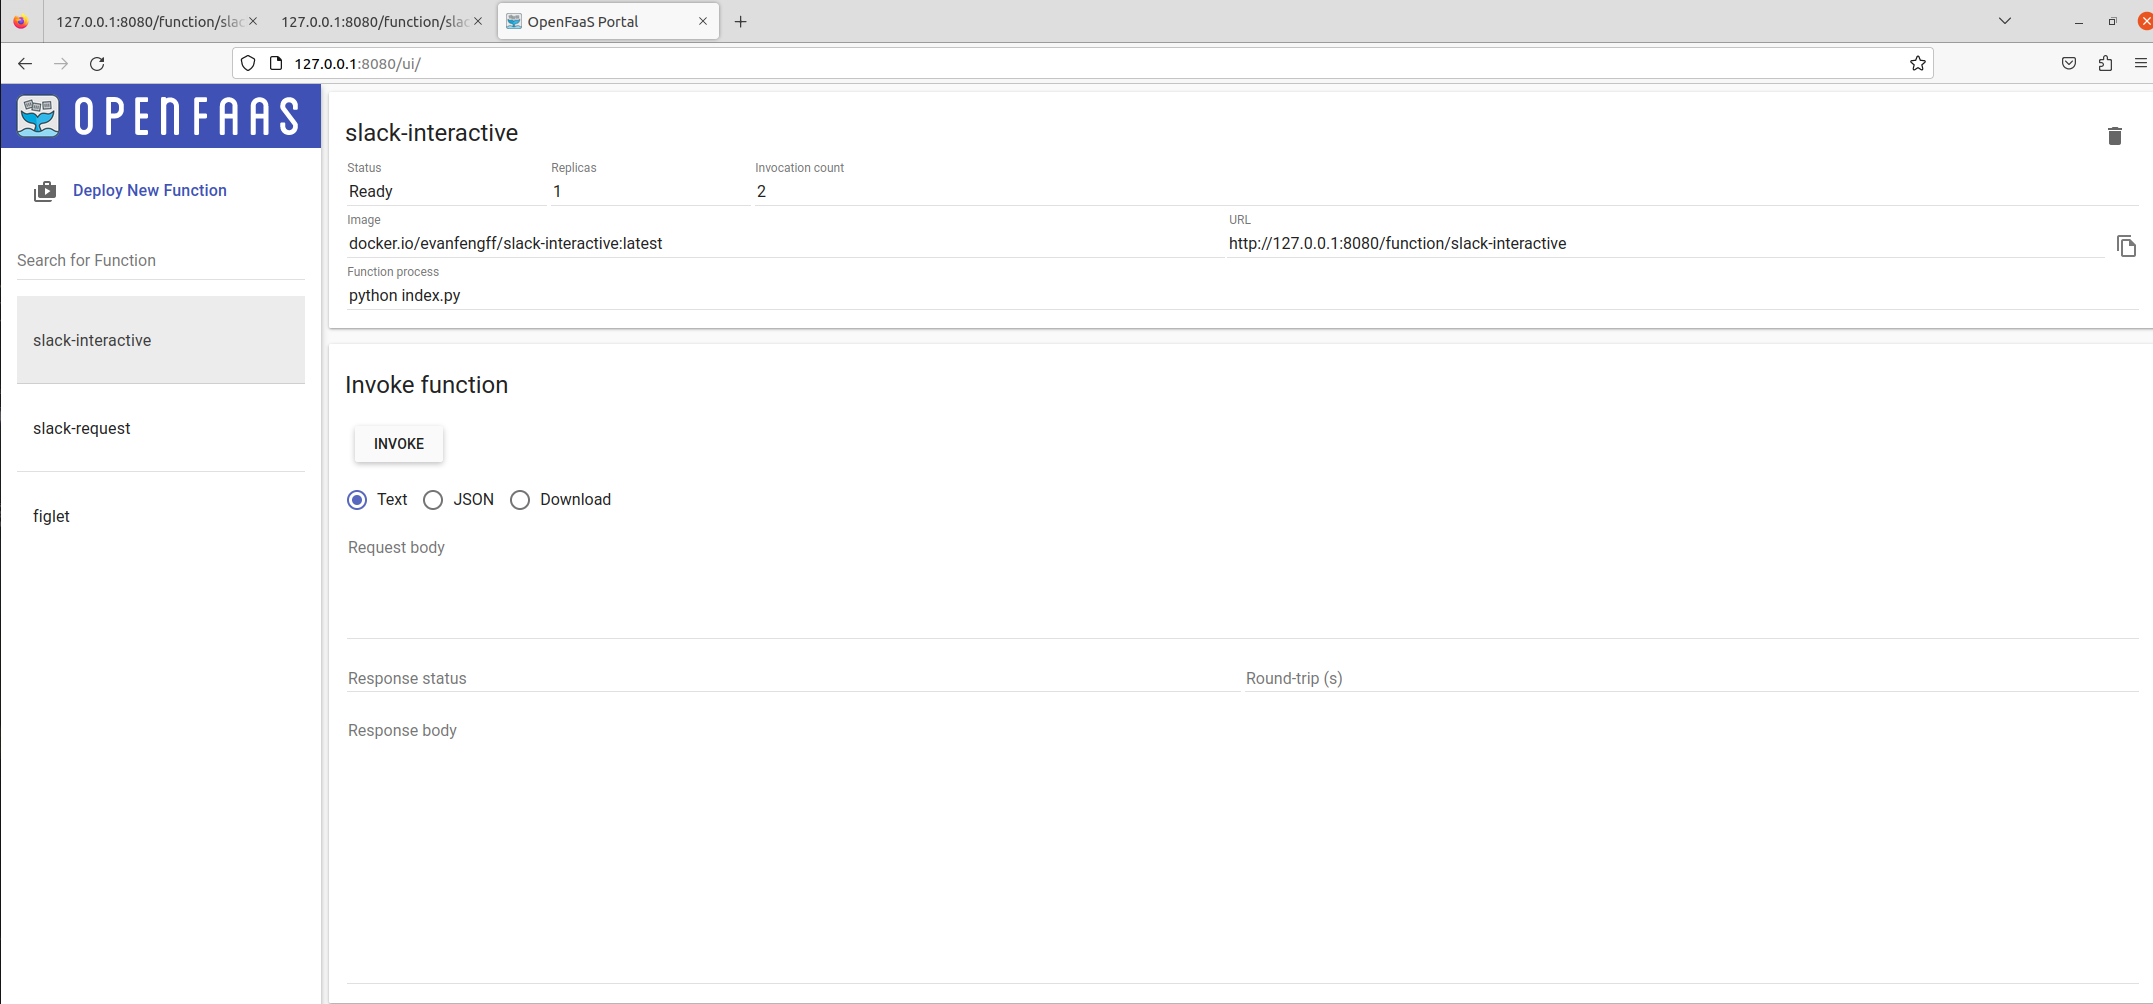 127.0.0.1:8080/function/slac
127.0.0.1:8080/function/slac
OpenFaaS Portal
127.0.0.1:8080/ui/
OPENFAAS
Deploy New Function
Search for Function
slack-interactive
slack-request
figlet
slack-interactive
Status Replicas Invocation count
Ready 1 2
Image URL
docker.io/evanfengff/slack-interactive:latest http://127.0.0.1:8080/function/slack-interactive
Function process
python index.py
Invoke function
INVOKE
Text JSON Download
Request body
Response status Round-trip (s)
Response body